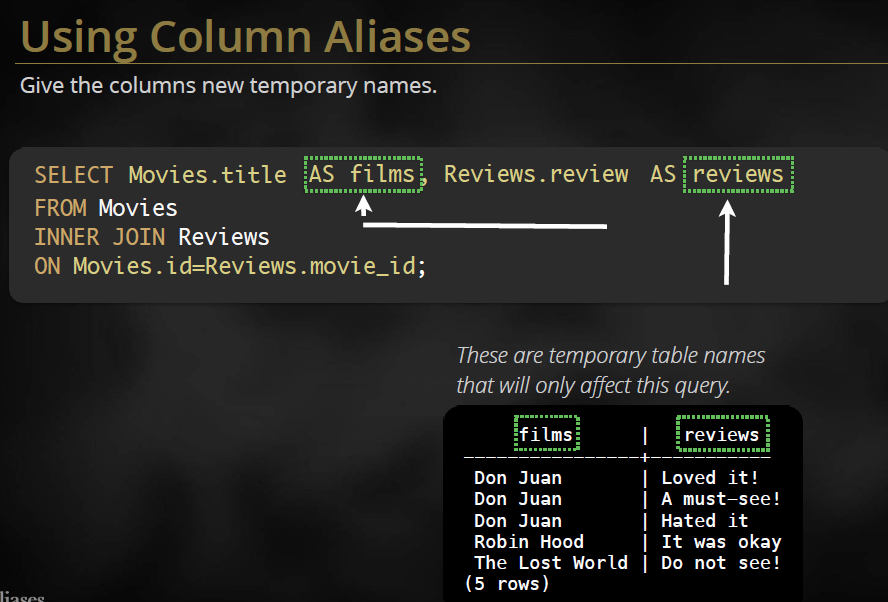 Using Column Aliases
Give the columns new temporary names.
SELECT Movies.title AS films, Reviews.review AS reviews
FROM Movies
INNER JOIN Reviews
ON Movies.id=Reviews.movie_id;
These are temporary table names
that will only affect this query.
films | reviews
-----------------+------------
Don Juan | Loved it!
Don Juan | A must-see!
Don Juan | Hated it
Robin Hood | It was okay
The Lost World | Do not see!
(5 rows)